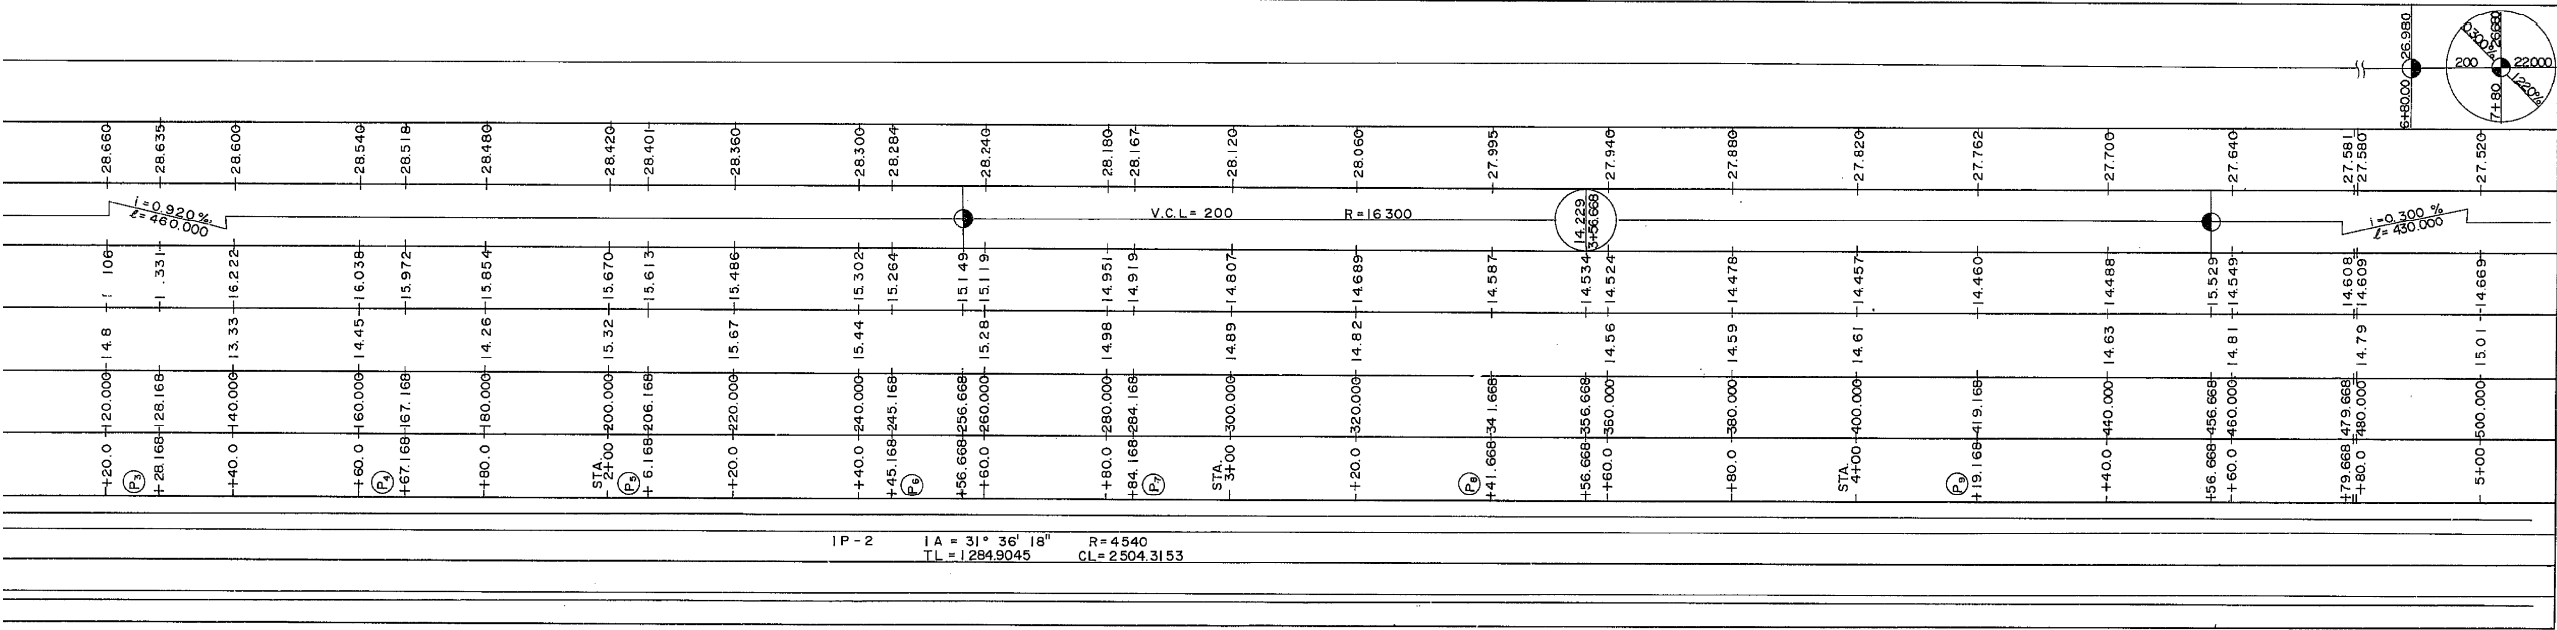 6+80.00 26.980
0.300% 26.680
200 22000
7+80 1.220%
28.660 28.635 28.600 28.540 28.518 28.480 28.420 28.401 28.360 28.300 28.284 28.240 28.180 28.167 28.120 28.060 27.995 27.940 27.880 27.820 27.762 27.700 27.640 27.581 27.580 27.520
i=0.920%
ℓ=460.000
V.C.L= 200 R=16300
14.229
3+56.668
i=0.300 %
ℓ=430.000
106 .331 16.222 16.038 15.972 15.854 15.670 15.613 15.486 15.302 15.264 15.149 15.119 14.951 14.919 14.807 14.689 14.587 14.534 14.524 14.478 14.457 14.460 14.488 15.529 14.549 14.608 14.609 14.669
14.8 13.33 14.45 14.26 15.32 15.67 15.44 15.28 14.98 14.89 14.82 14.56 14.59 14.61 14.63 14.81 14.79 15.01
120.000 128.168 140.000 160.000 167.168 180.000 200.000 206.168 220.000 240.000 245.168 256.668 260.000 280.000 284.168 300.000 320.000 341.668 356.668 360.000 380.000 400.000 419.168 440.000 456.668 460.000 479.668 480.000 500.000
+20.0 P3 +28.168 +40.0 +60.0 P4 +67.168 +80.0 STA. 2+00 P5 +6.168 +20.0 +40.0 +45.168 P6 +56.668 +60.0 +80.0 +84.168 P7 STA. 3+00 +20.0 P8 +41.668 +56.668 +60.0 +80.0 STA. 4+00 P9 +19.168 +40.0 +56.668 +60.0 +79.668 +80.0 5+00
IP-2 IA = 31° 36' 18" R=4540
TL=1284.9045 CL=2504.3153